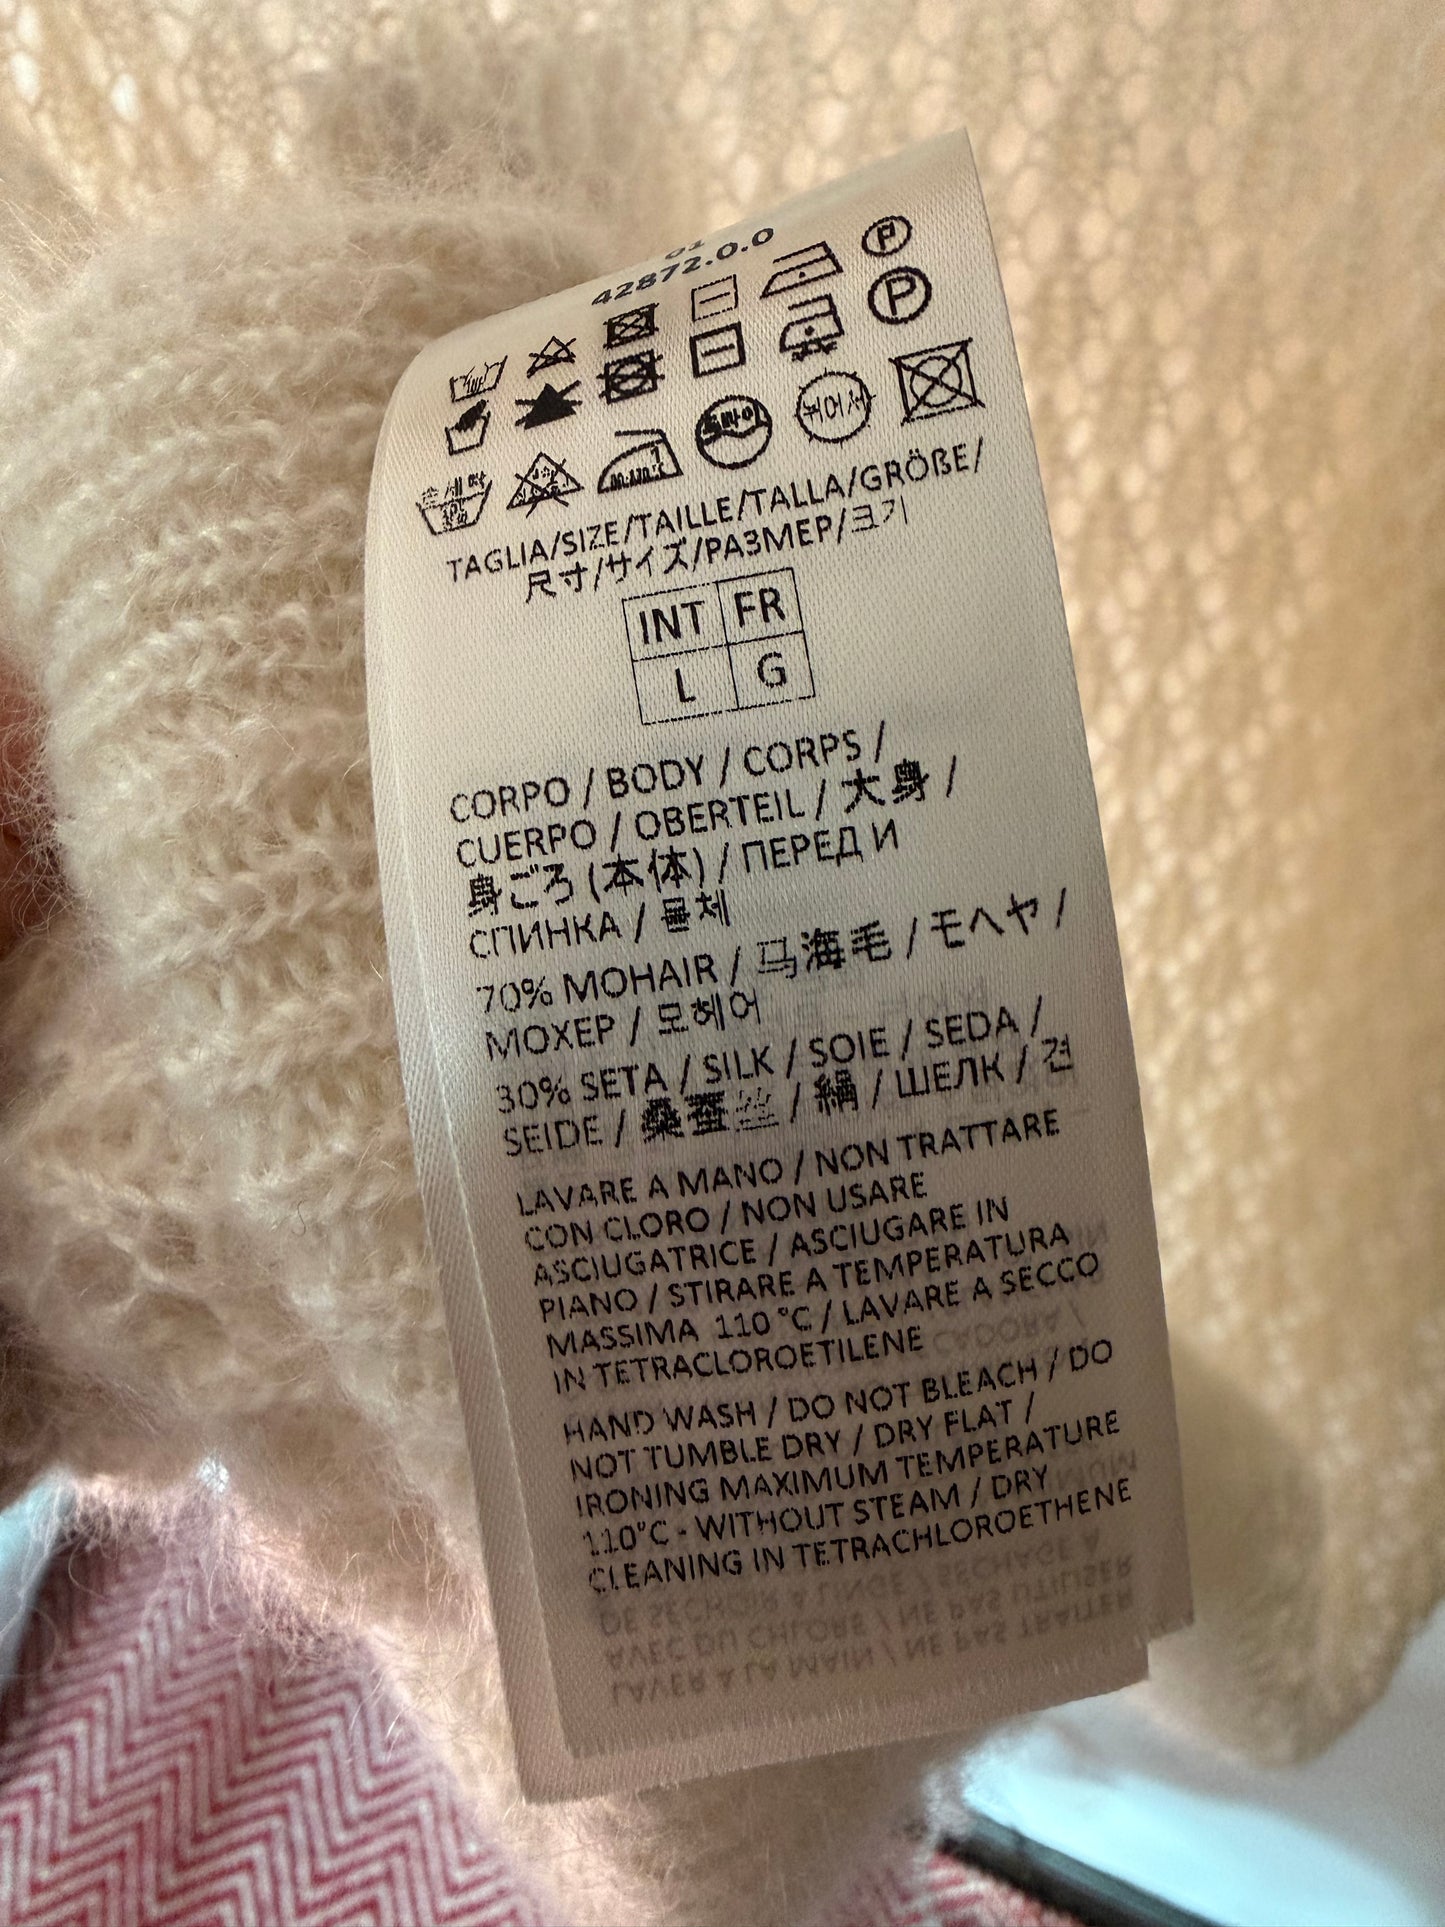 01
42872.0.0
P
P
TAGLIA/SIZE/TAILLE/TALLA/GRÖßE/
尺寸/サイズ/РАЗМЕР/크기
INT FR
L G
CORPO / BODY / CORPS /
CUERPO / OBERTEIL / 大身 /
身ごろ (本体) / ПЕРЕД И
СПИНКА / 몰체
70% MOHAIR / 马海毛 / モヘヤ /
МОХЕР / 모헤어
30% SETA / SILK / SOIE / SEDA /
SEIDE / 桑蚕丝 / 絹 / ШЕЛК / 견
LAVARE A MANO / NON TRATTARE
CON CLORO / NON USARE
ASCIUGATRICE / ASCIUGARE IN
PIANO / STIRARE A TEMPERATURA
MASSIMA 110 °C / LAVARE A SECCO
IN TETRACLOROETILENE
HAND WASH / DO NOT BLEACH / DO
NOT TUMBLE DRY / DRY FLAT /
IRONING MAXIMUM TEMPERATURE
110°C - WITHOUT STEAM / DRY
CLEANING IN TETRACHLOROETHENE